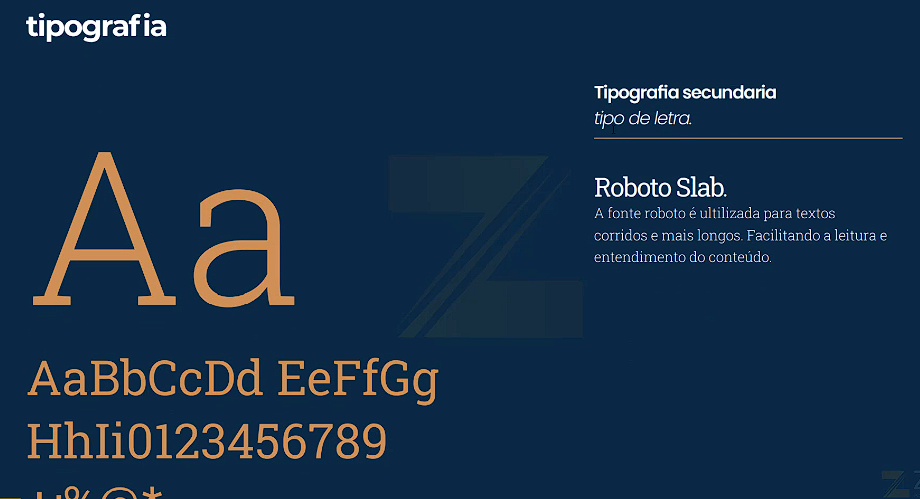 tipografia
Tipografia secundaria
tipo de letra.
Roboto Slab.
A fonte roboto é ultilizada para textos
corridos e mais longos. Facilitando a leitura e
entendimento do conteúdo.
Aa
AaBbCcDd EeFfGg
HhIi0123456789